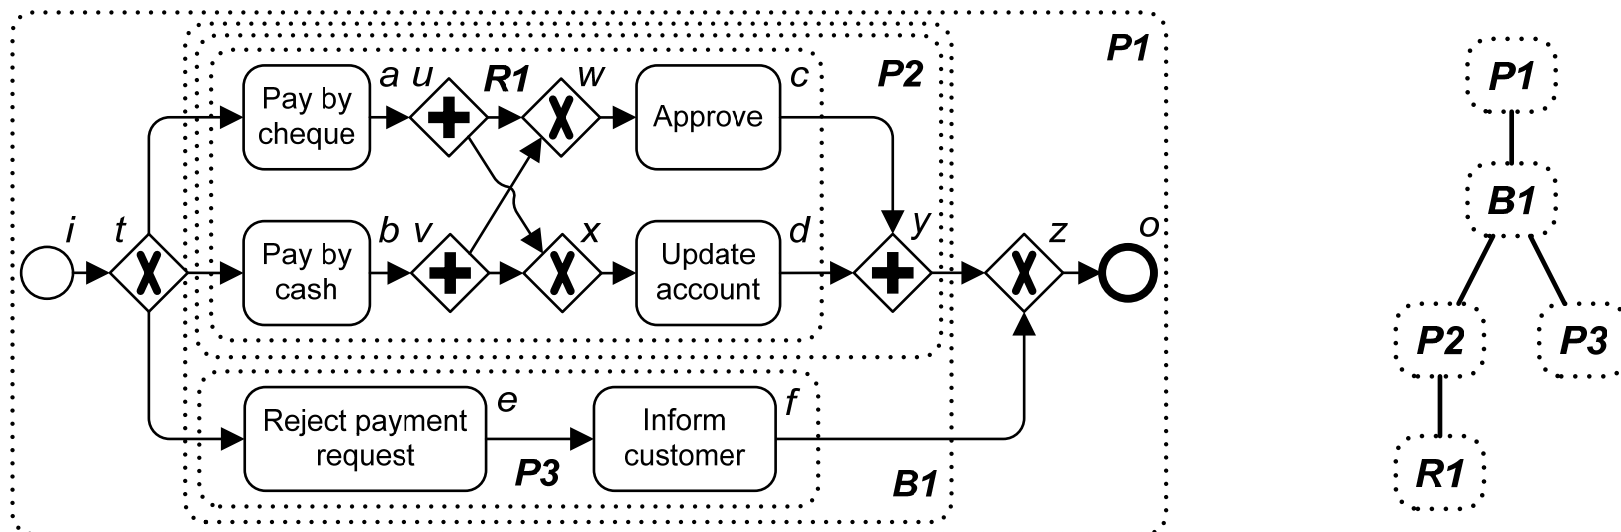 P1
a u R1 w c P2
Pay by
cheque
Approve
i t
b v x d y z o
Pay by
cash
Update
account
e f
Reject payment
request
Inform
customer
P3
B1
P1
B1
P2 P3
R1